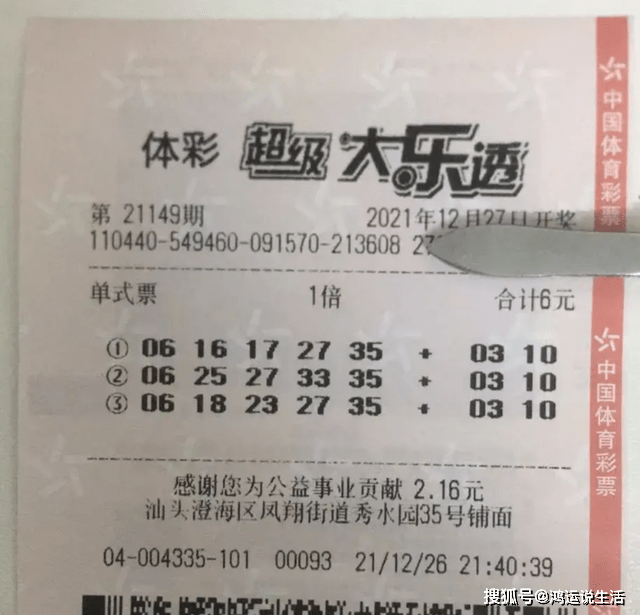 体彩 超级 大乐透
第 21149期 2021年12月27日开奖
110440-549460-091570-213608
单式票 1倍 合计6元
① 06 16 17 27 35 + 03 10
② 06 25 27 33 35 + 03 10
③ 06 18 23 27 35 + 03 10
感谢您为公益事业贡献 2.16元
汕头澄海区凤翔街道秀水园35号铺面
04-004335-101 00093 21/12/26 21:40:39
中国体育彩票
中国体育彩票
搜狐号@鸿运说生活